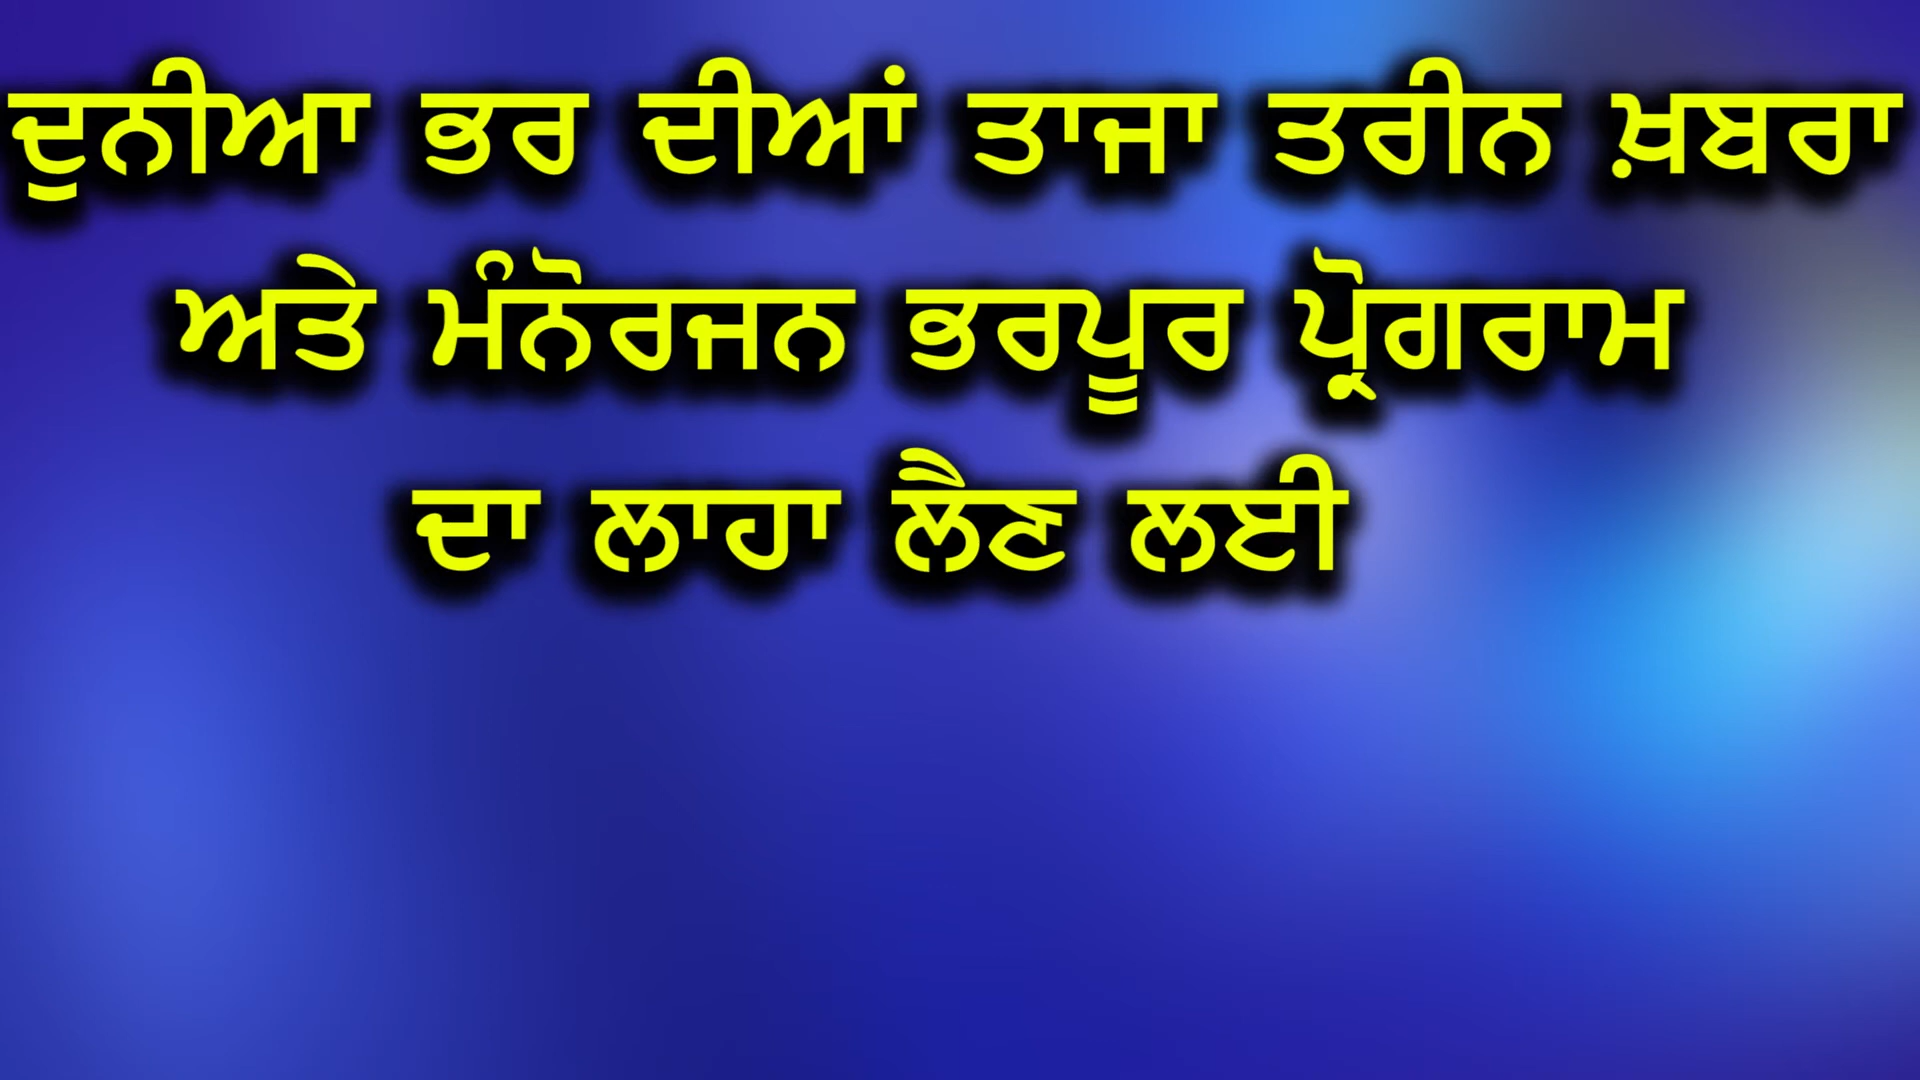 ਦੁਨੀਆ ਭਰ ਦੀਆਂ ਤਾਜਾ ਤਰੀਨ ਖ਼ਬਰਾ
ਅਤੇ ਮੰਨੋਰਜਨ ਭਰਪੂਰ ਪ੍ਰੋਗਰਾਮ
ਦਾ ਲਾਹਾ ਲੈਣ ਲਈ